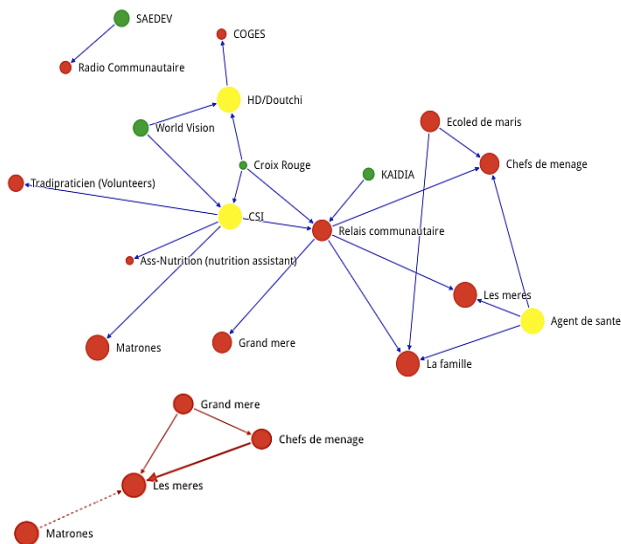 SAEDEV
COGES
Radio Communautaire
HD/Doutchi
World Vision
Ecoled de maris
Croix Rouge
Chefs de menage
KAIDIA
Tradipraticien (Volunteers)
CSI
Relais communautaire
Ass-Nutrition (nutrition assistant)
Les meres
Agent de sante
Matrones
Grand mere
La famille
Grand mere
Chefs de menage
Les meres
Matrones